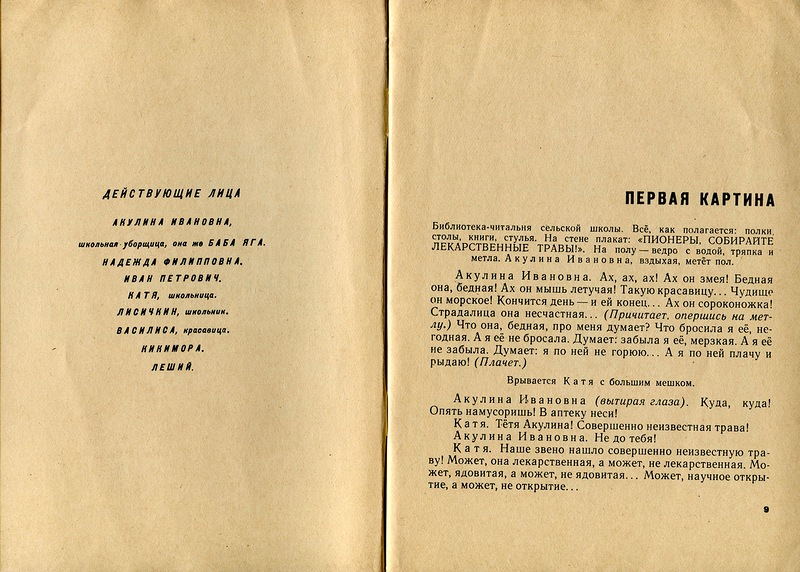 ДЕЙСТВУЮЩИЕ ЛИЦА
АКУЛИНА ИВАНОВНА,
школьная уборщица, она же БАБА ЯГА.
НАДЕЖДА ФИЛИППОВНА.
ИВАН ПЕТРОВИЧ.
КАТЯ, школьница.
ЛИСИЧКИН, школьник.
ВАСИЛИСА, красавица.
КИКИМОРА.
ЛЕШИЙ.
ПЕРВАЯ КАРТИНА
Библиотека-читальня сельской школы. Всё, как полагается: полки,
столы, книги, стулья. На стене плакат: «ПИОНЕРЫ, СОБИРАЙТЕ
ЛЕКАРСТВЕННЫЕ ТРАВЫ!». На полу — ведро с водой, тряпка и
метла. Акулина Ивановна, вздыхая, метёт пол.
Акулина Ивановна. Ах, ах, ах! Ах он змея! Бедная
она, бедная! Ах он мышь летучая! Такую красавицу... Чудище
он морское! Кончится день — и ей конец... Ах он сороконожка!
Страдалица она несчастная... (Причитает, опершись на мет-
лу.) Что она, бедная, про меня думает? Что бросила я её, не-
годная. А я её не бросала. Думает: забыла я её, мерзкая. А я её
не забыла. Думает: я по ней не горюю... А я по ней плачу и
рыдаю! (Плачет.)
Врывается Катя с большим мешком.
Акулина Ивановна (вытирая глаза). Куда, куда!
Опять намусоришь! В аптеку неси!
Катя. Тётя Акулина! Совершенно неизвестная трава!
Акулина Ивановна. Не до тебя!
Катя. Наше звено нашло совершенно неизвестную тра-
ву! Может, она лекарственная, а может, не лекарственная. Мо-
жет, ядовитая, а может, не ядовитая... Может, научное откры-
тие, а может, не открытие...
9